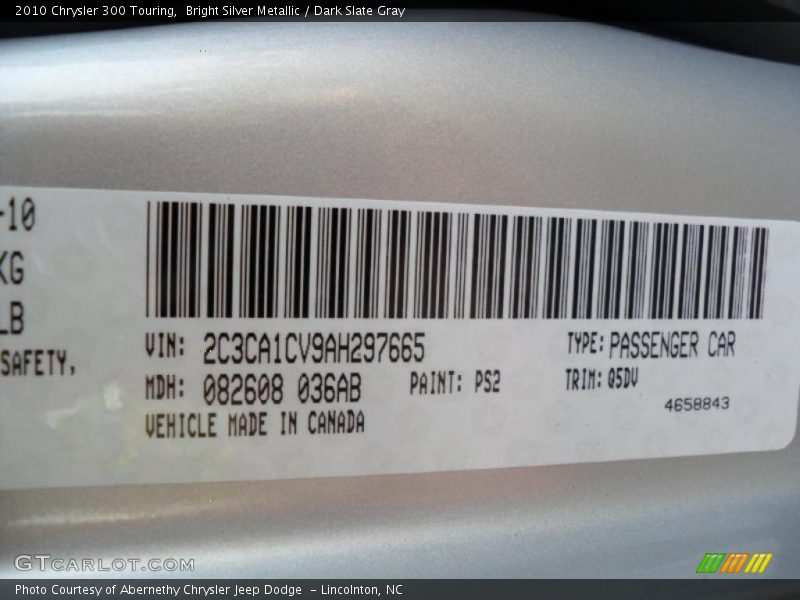 2010 Chrysler 300 Touring,  Bright Silver Metallic / Dark Slate Gray
-10
KG
LB
SAFETY,
VIN: 2C3CA1CV9AH297665 TYPE: PASSENGER CAR
MDH: 082608 036AB PAINT: PS2 TRIM: Q5DV
VEHICLE MADE IN CANADA 4658843
GTCARLOT.COM
Photo Courtesy of Abernethy Chrysler Jeep Dodge  - Lincolnton, NC